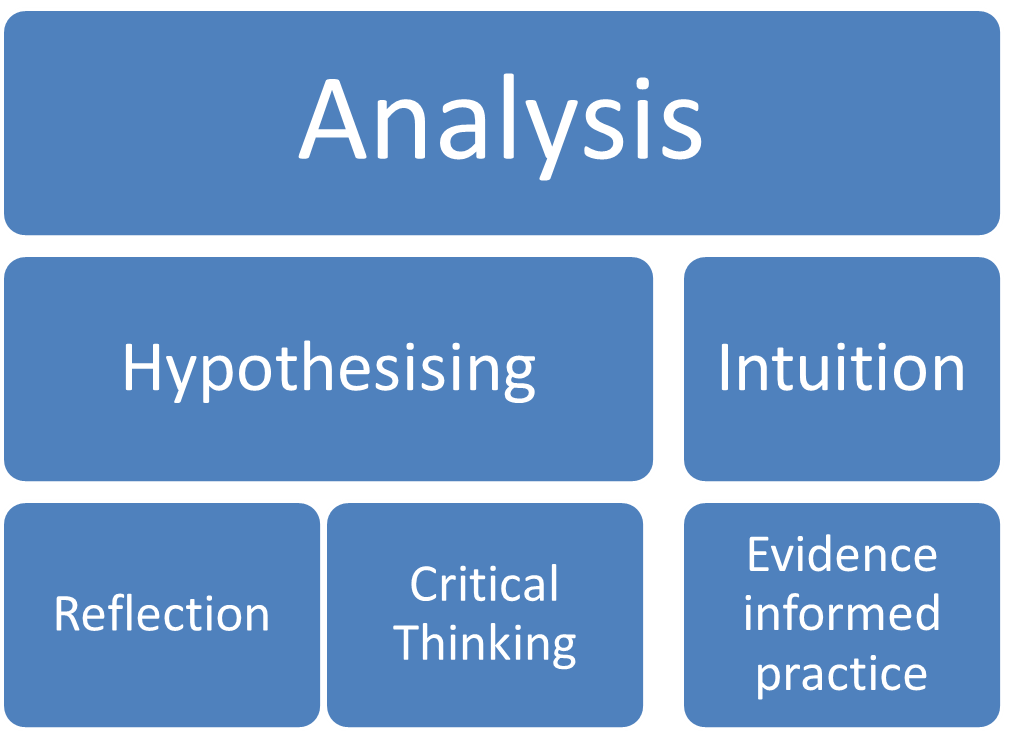 Analysis
Hypothesising
Intuition
Reflection
Critical
Thinking
Evidence
informed
practice